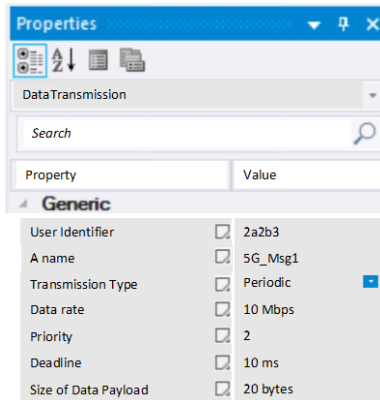 Properties
DataTransmission
Search
Property Value
Generic
User Identifier 2a2b3
A name 5G_Msg1
Transmission Type Periodic
Data rate 10 Mbps
Priority 2
Deadline 10 ms
Size of Data Payload 20 bytes